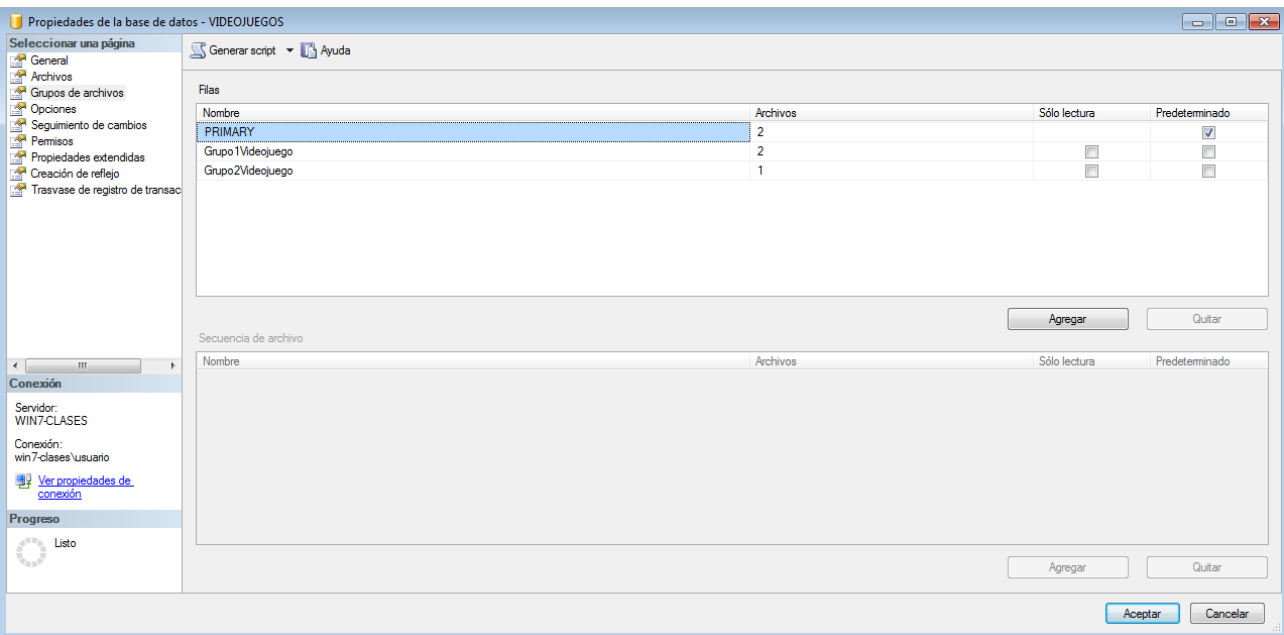 Propiedades de la base de datos - VIDEOJUEGOS
Seleccionar una página
General
Archivos
Grupos de archivos
Opciones
Seguimiento de cambios
Permisos
Propiedades extendidas
Creación de reflejo
Trasvase de registro de transac
Conexión
Servidor:
WIN7-CLASES
Conexión:
win7-clases\usuario
Ver propiedades de
conexión
Progreso
Listo
Generar script Ayuda
Filas
Nombre Archivos Sólo lectura Predeterminado
PRIMARY 2
Grupo1Videojuego 2
Grupo2Videojuego 1
Agregar Quitar
Secuencia de archivo
Nombre Archivos Sólo lectura Predeterminado
Agregar Quitar
Aceptar Cancelar